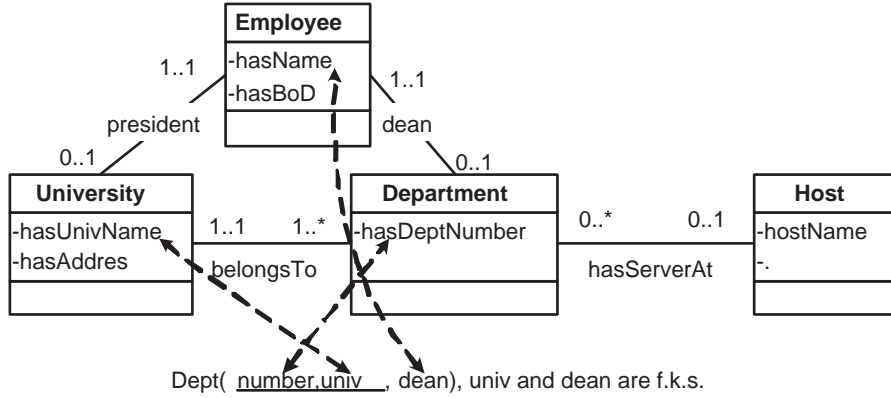 Employee
-hasName
-hasBoD
1..1
1..1
president
dean
0..1
0..1
University
-hasUnivName
-hasAddres
Department
-hasDeptNumber
Host
-hostName
-.
1..1
1..*
belongsTo
0..*
0..1
hasServerAt
Dept( number,univ , dean), univ and dean are f.k.s.